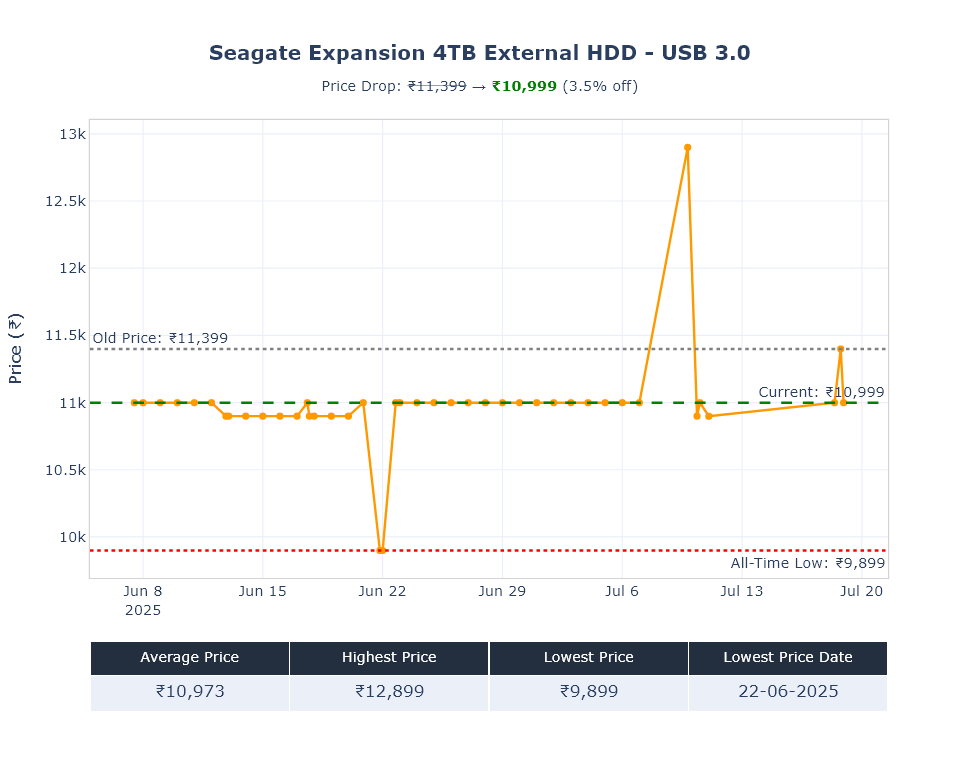 Seagate Expansion 4TB External HDD - USB 3.0
Price Drop: ₹11,399 → ₹10,999 (3.5% off)
Price (₹)
13k
12.5k
12k
11.5k
11k
10.5k
10k
Old Price: ₹11,399
Current: ₹10,999
All-Time Low: ₹9,899
Jun 8 Jun 15 Jun 22 Jun 29 Jul 6 Jul 13 Jul 20
2025
Average Price Highest Price Lowest Price Lowest Price Date
₹10,973 ₹12,899 ₹9,899 22-06-2025